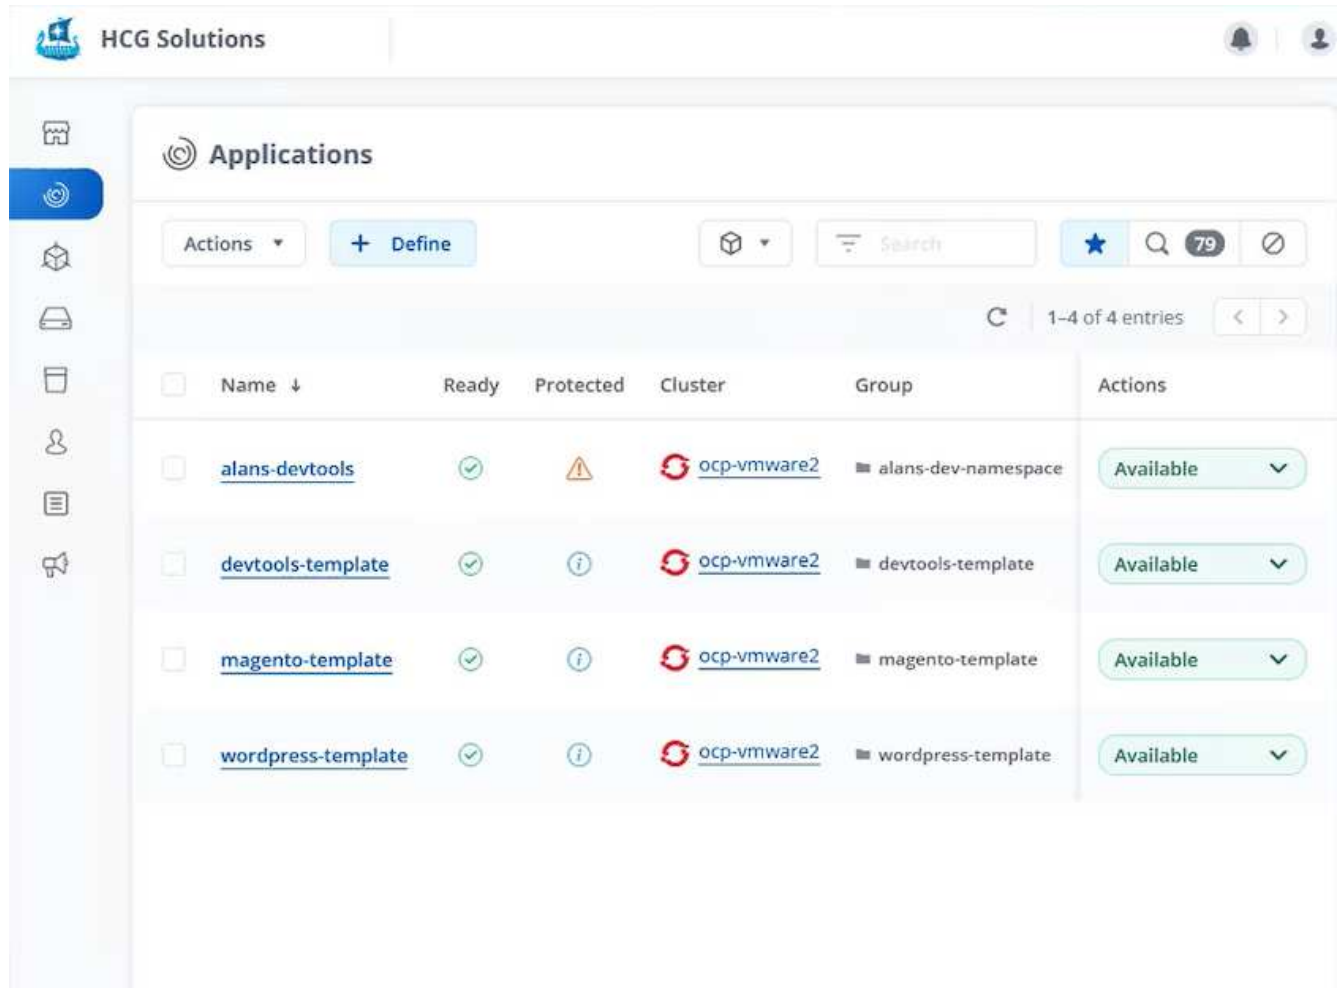 HCG Solutions
Applications
Actions + Define Search 79
1–4 of 4 entries
Name Ready Protected Cluster Group Actions
alans-devtools ocp-vmware2 alans-dev-namespace Available
devtools-template ocp-vmware2 devtools-template Available
magento-template ocp-vmware2 magento-template Available
wordpress-template ocp-vmware2 wordpress-template Available